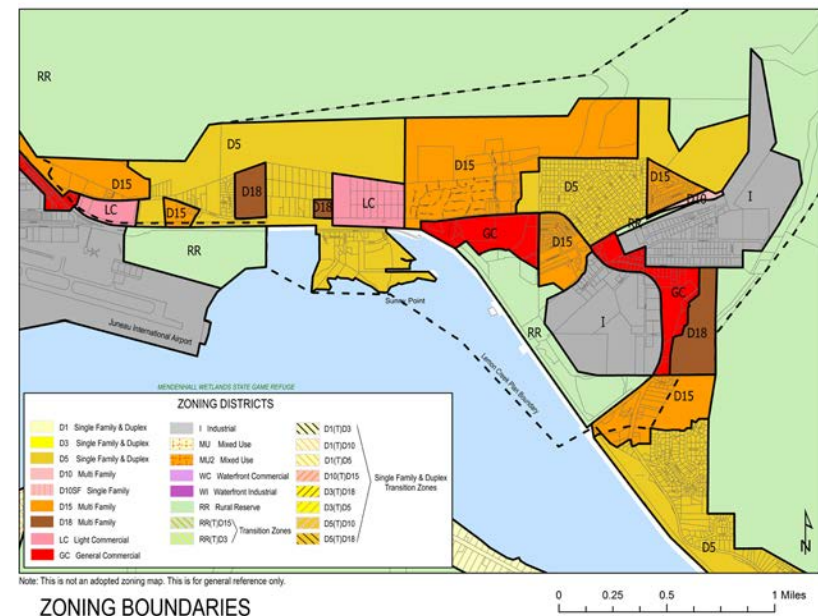 RR
D5
D15
D15
D18
D15
D18
LC
LC
D15
D5
D15
D10
I
RR
GC
D15
RR
GC
I
D18
RR
D15
D5
Sunny Point
Juneau International Airport
Lemon Creek Plan Boundary
MENDENHALL WETLANDS STATE GAME REFUGE
ZONING DISTRICTS
D1 Single Family & Duplex
D3 Single Family & Duplex
D5 Single Family & Duplex
D10 Multi Family
D10SF Single Family
D15 Multi Family
D18 Multi Family
LC Light Commercial
GC General Commercial
I Industrial
MU Mixed Use
MU2 Mixed Use
WC Waterfront Commercial
WI Waterfront Industrial
RR Rural Reserve
RR(T)D15
RR(T)D3
Transition Zones
D1(T)D3
D1(T)D10
D1(T)D5
D10(T)D15
D3(T)D18
D3(T)D5
D5(T)D10
D5(T)D18
Single Family & Duplex
Transition Zones
N
Note: This is not an adopted zoning map. This is for general reference only.
ZONING BOUNDARIES
0 0.25 0.5 1 Miles